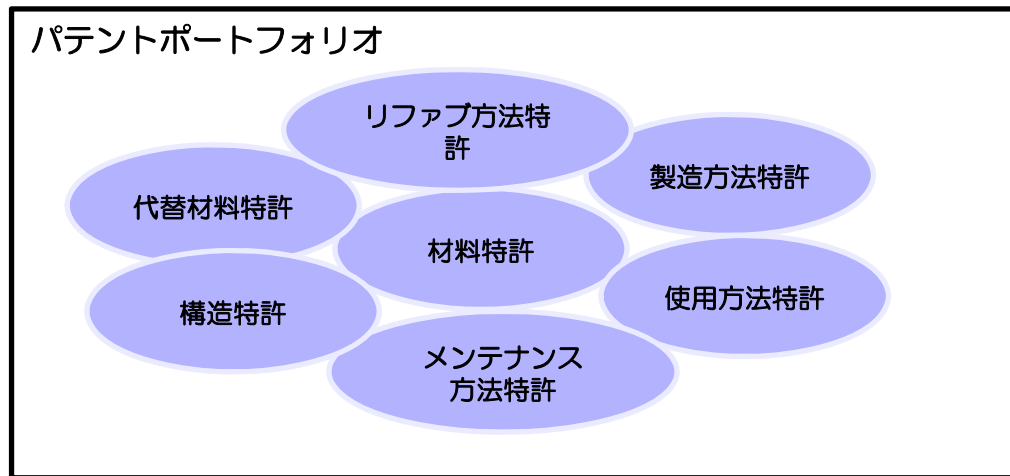 パテントポートフォリオ
リファブ方法特
許
製造方法特許
代替材料特許
材料特許
使用方法特許
構造特許
メンテナンス
方法特許